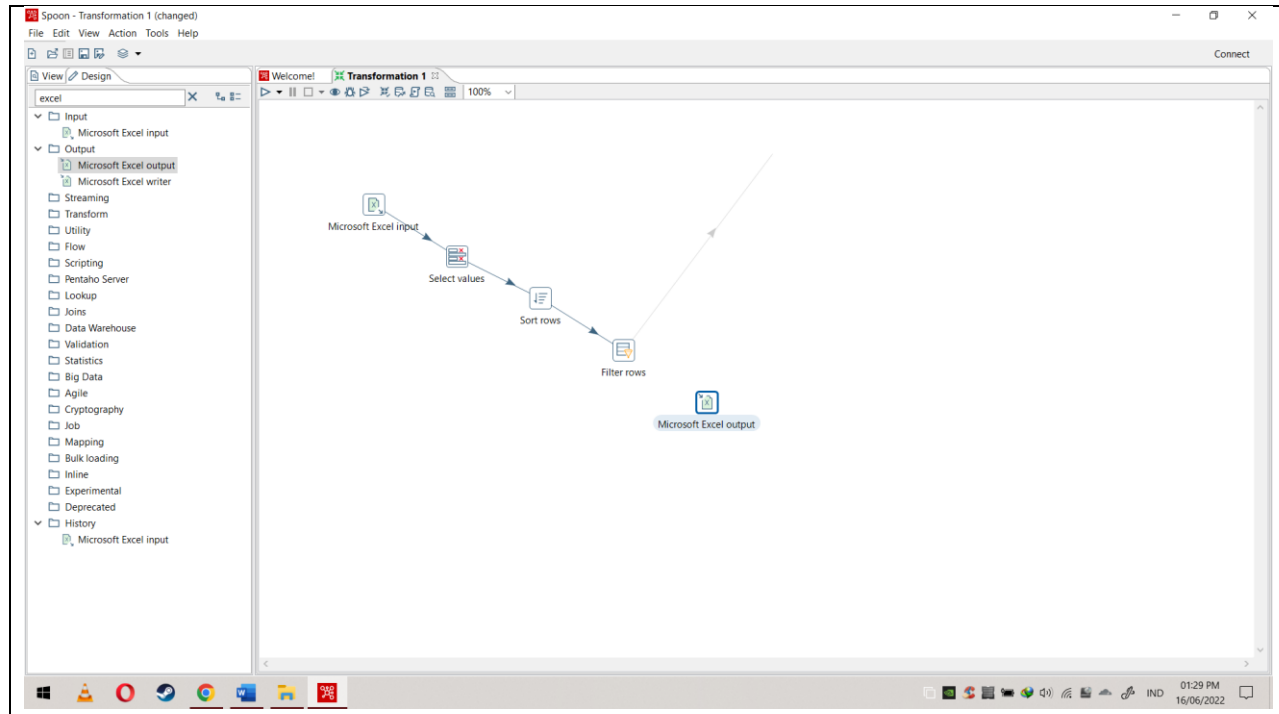 Spoon - Transformation 1 (changed)
File Edit View Action Tools Help
Connect
View Design
Welcome! Transformation 1
excel
100%
Input
Microsoft Excel input
Output
Microsoft Excel output
Microsoft Excel writer
Streaming
Transform
Utility
Flow
Scripting
Pentaho Server
Lookup
Joins
Data Warehouse
Validation
Statistics
Big Data
Agile
Cryptography
Job
Mapping
Bulk loading
Inline
Experimental
Deprecated
History
Microsoft Excel input
Microsoft Excel input
Select values
Sort rows
Filter rows
Microsoft Excel output
IND
01:29 PM
16/06/2022